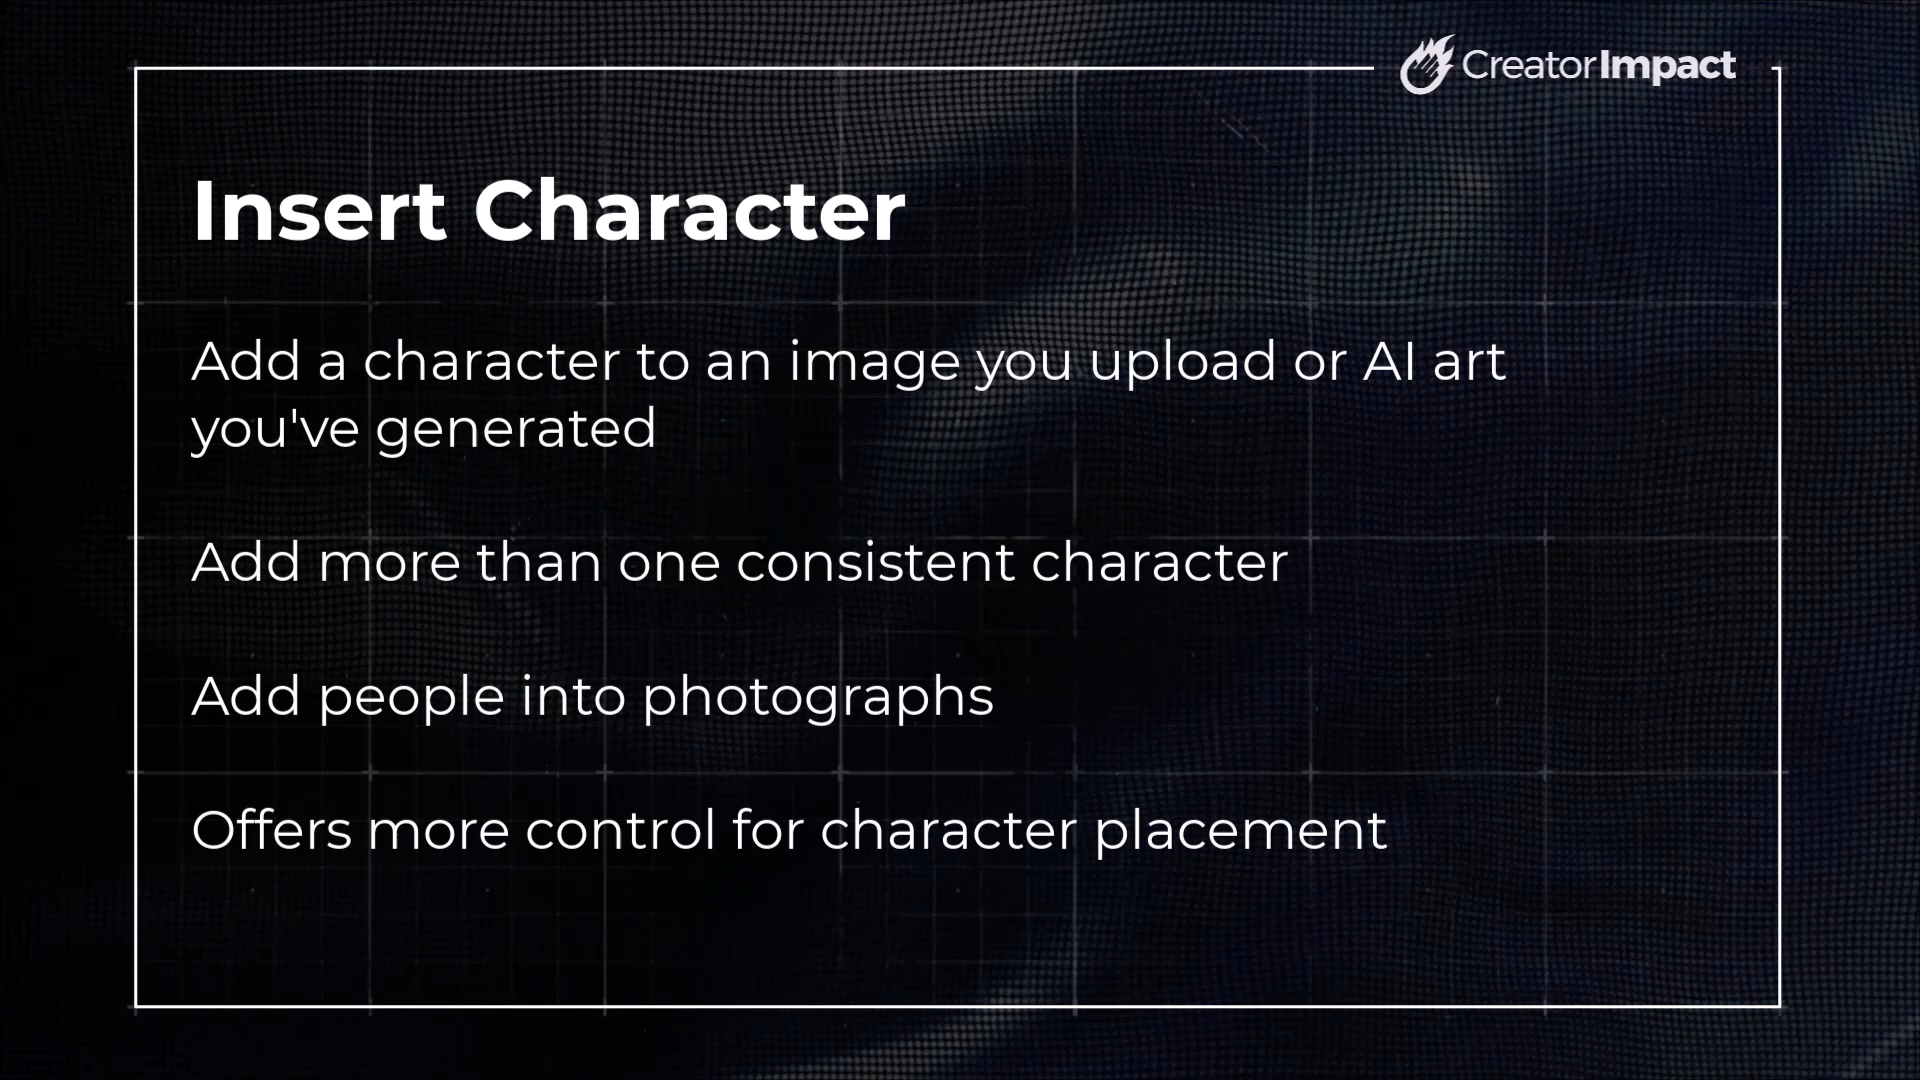 CreatorImpact
Insert Character
Add a character to an image you upload or AI art
you've generated
Add more than one consistent character
Add people into photographs
Offers more control for character placement